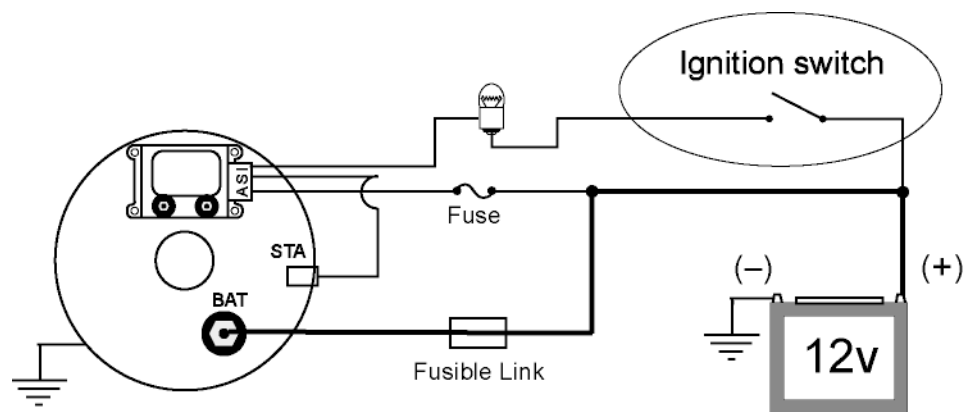 Ignition switch
ASI
Fuse
STA
(–)
(+)
BAT
12v
Fusible Link